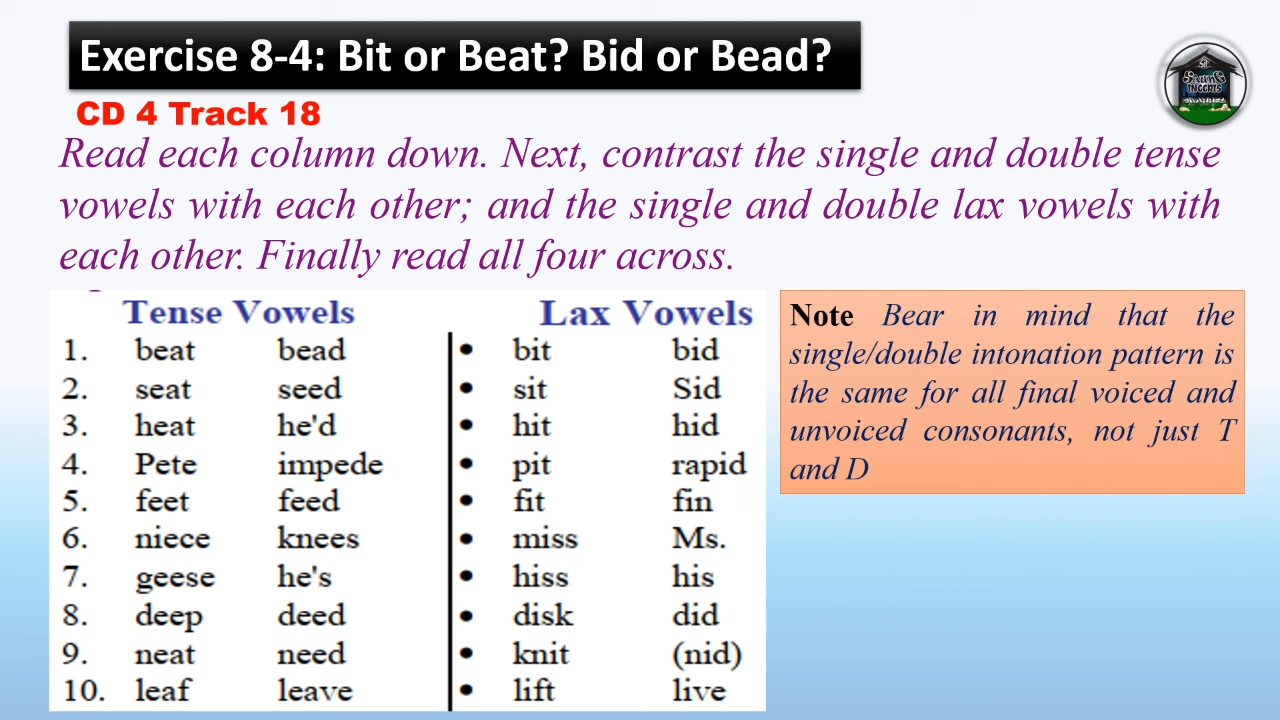 Exercise 8-4: Bit or Beat? Bid or Bead?
CD 4 Track 18
Read each column down. Next, contrast the single and double tense
vowels with each other; and the single and double lax vowels with
each other. Finally read all four across.
Tense Vowels Lax Vowels
1. beat bead • bit bid
2. seat seed • sit Sid
3. heat he'd • hit hid
4. Pete impede • pit rapid
5. feet feed • fit fin
6. niece knees • miss Ms.
7. geese he's • hiss his
8. deep deed • disk did
9. neat need • knit (nid)
10. leaf leave • lift live
Note Bear in mind that the
single/double intonation pattern is
the same for all final voiced and
unvoiced consonants, not just T
and D
INGGRIS